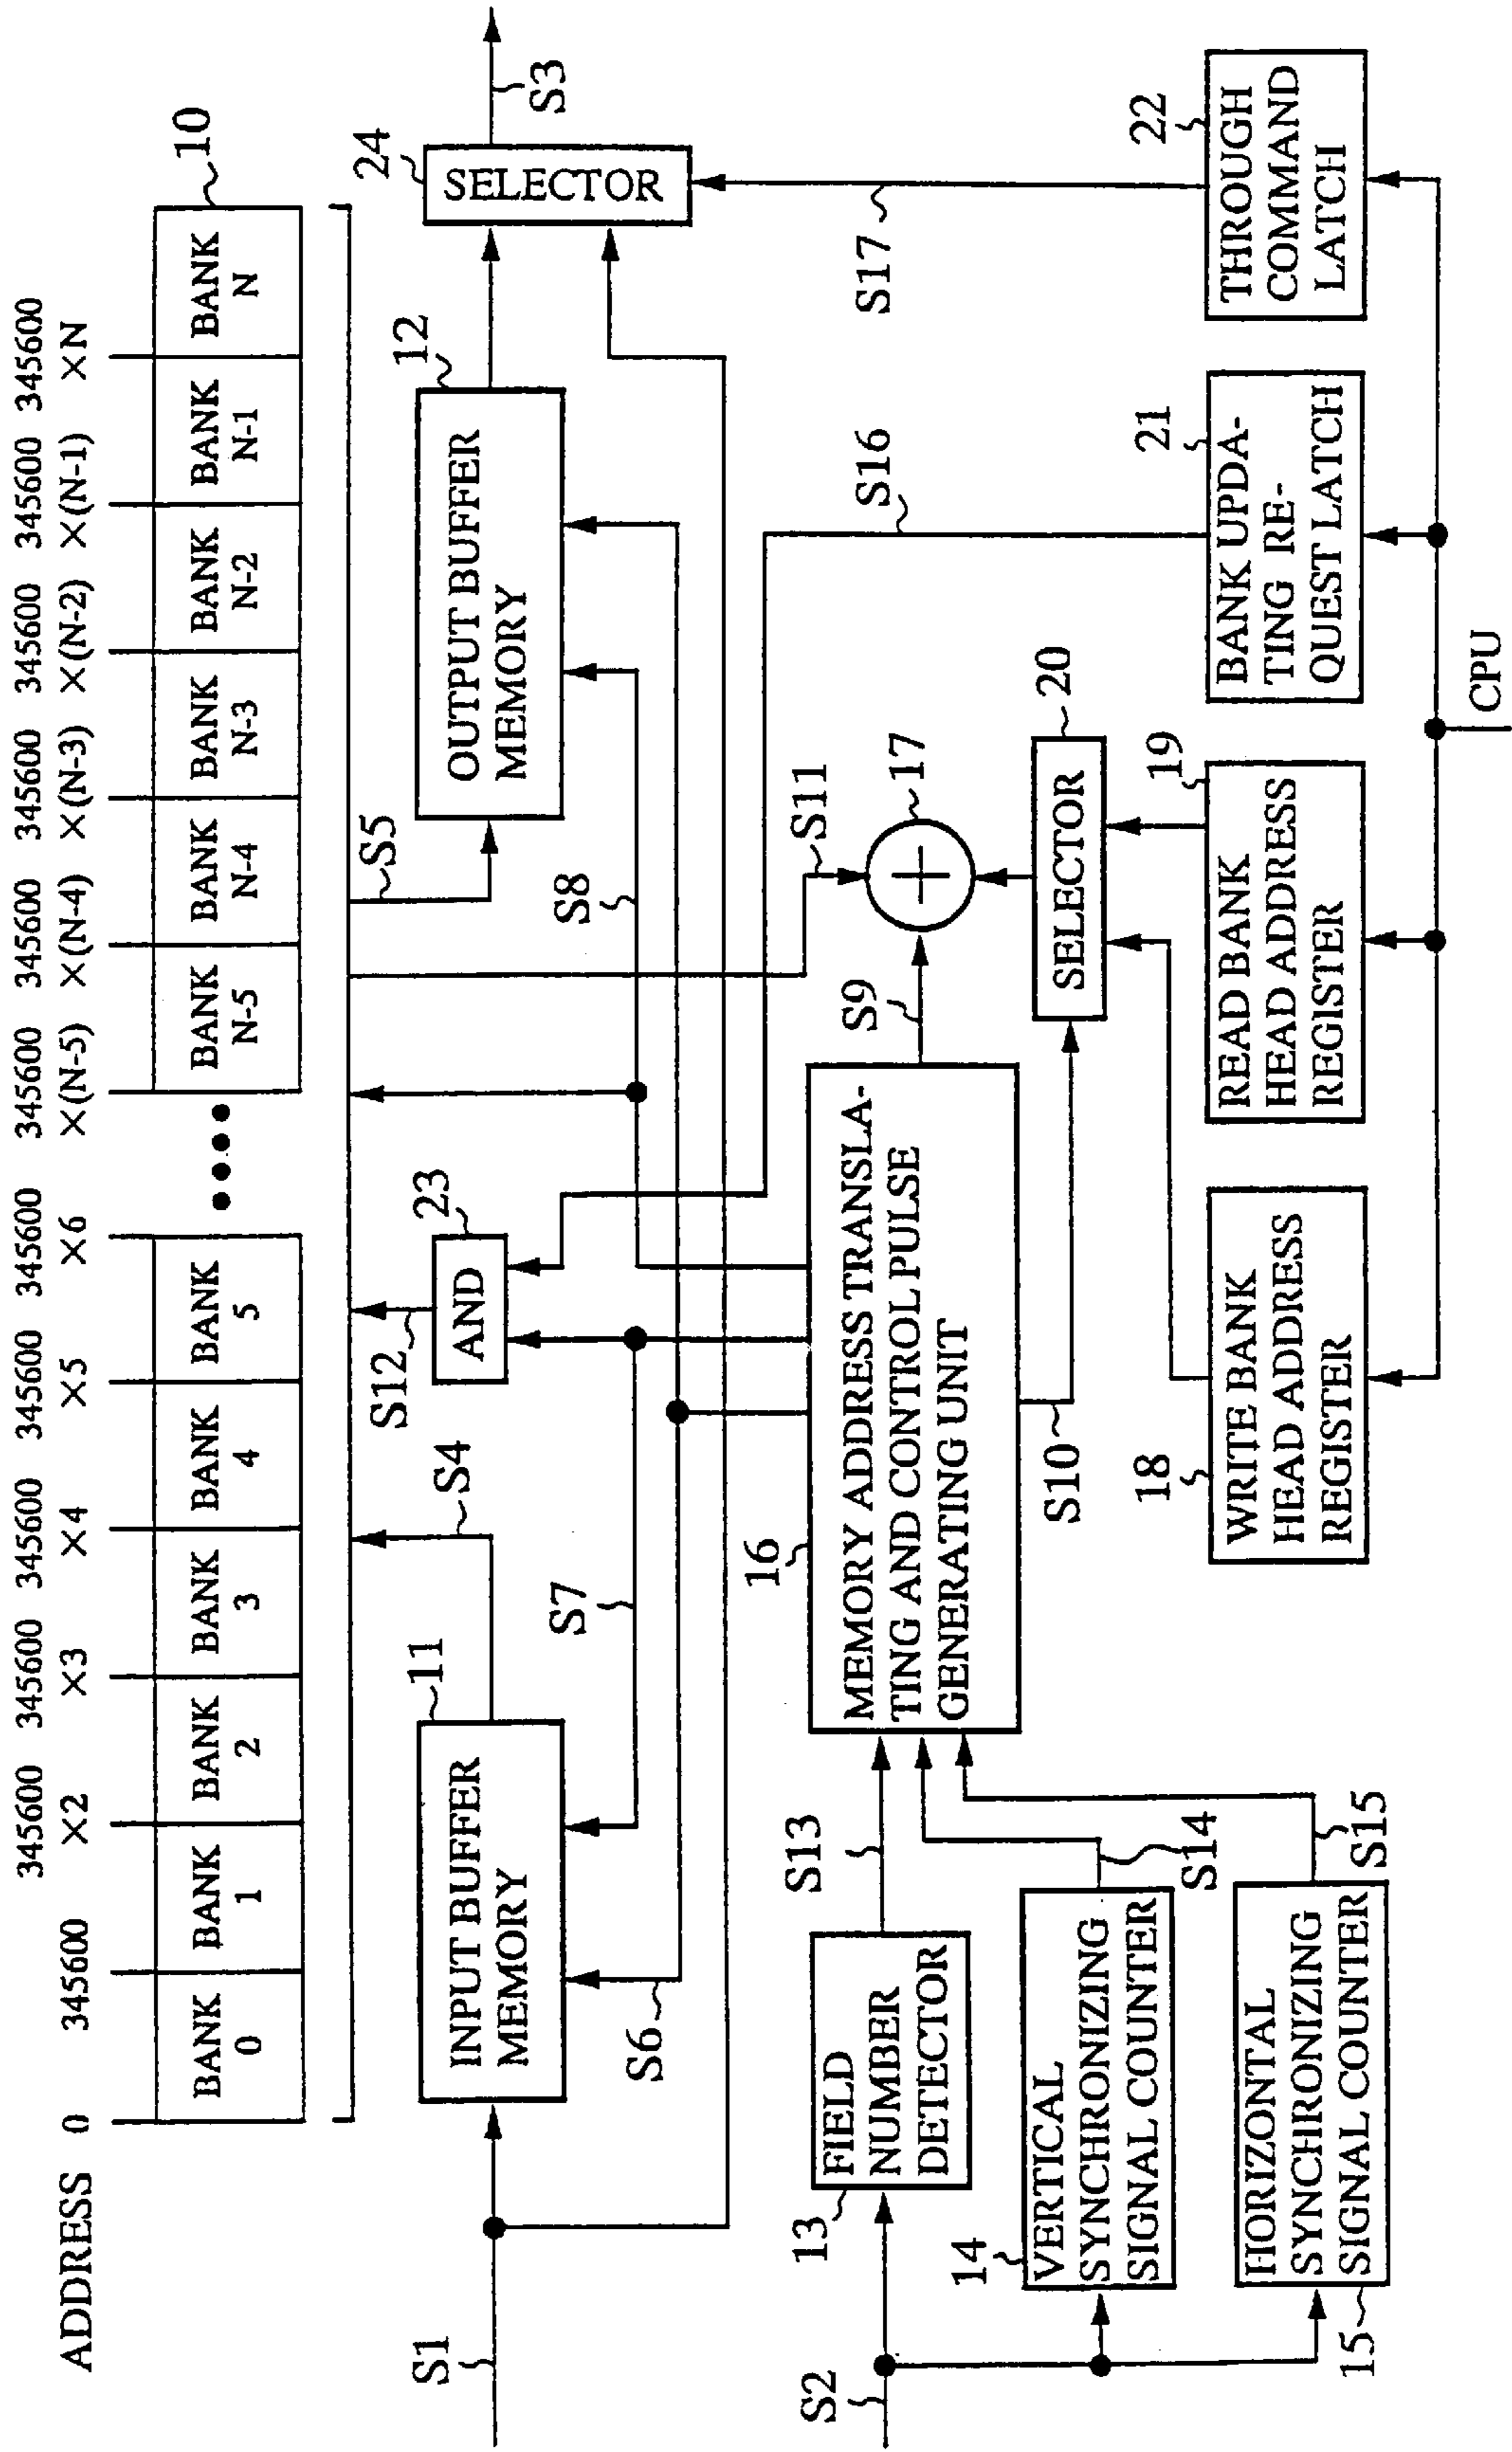 ADDRESS
0
345600
345600
×2
345600
×3
345600
×4
345600
×5
345600
×6
345600
×(N-5)
345600
×(N-4)
345600
×(N-3)
345600
×(N-2)
345600
×(N-1)
345600
×N
BANK
0
BANK
1
BANK
2
BANK
3
BANK
4
BANK
5
BANK
N-5
BANK
N-4
BANK
N-3
BANK
N-2
BANK
N-1
BANK
N
10
S1
INPUT BUFFER
MEMORY
11
S4
S12
AND
23
S5
OUTPUT BUFFER
MEMORY
12
SELECTOR
24
S3
S6
S7
S8
S11
S16
S17
S2
13
FIELD
NUMBER
DETECTOR
S13
14
VERTICAL
SYNCHRONIZING
SIGNAL COUNTER
S14
15
HORIZONTAL
SYNCHRONIZING
SIGNAL COUNTER
S15
16
MEMORY ADDRESS TRANSLA-
TING AND CONTROL PULSE
GENERATING UNIT
S9
S10
+
17
SELECTOR
20
18
WRITE BANK
HEAD ADDRESS
REGISTER
READ BANK
HEAD ADDRESS
REGISTER
19
BANK UPDA-
TING RE-
QUEST LATCH
21
THROUGH
COMMAND
LATCH
22
CPU